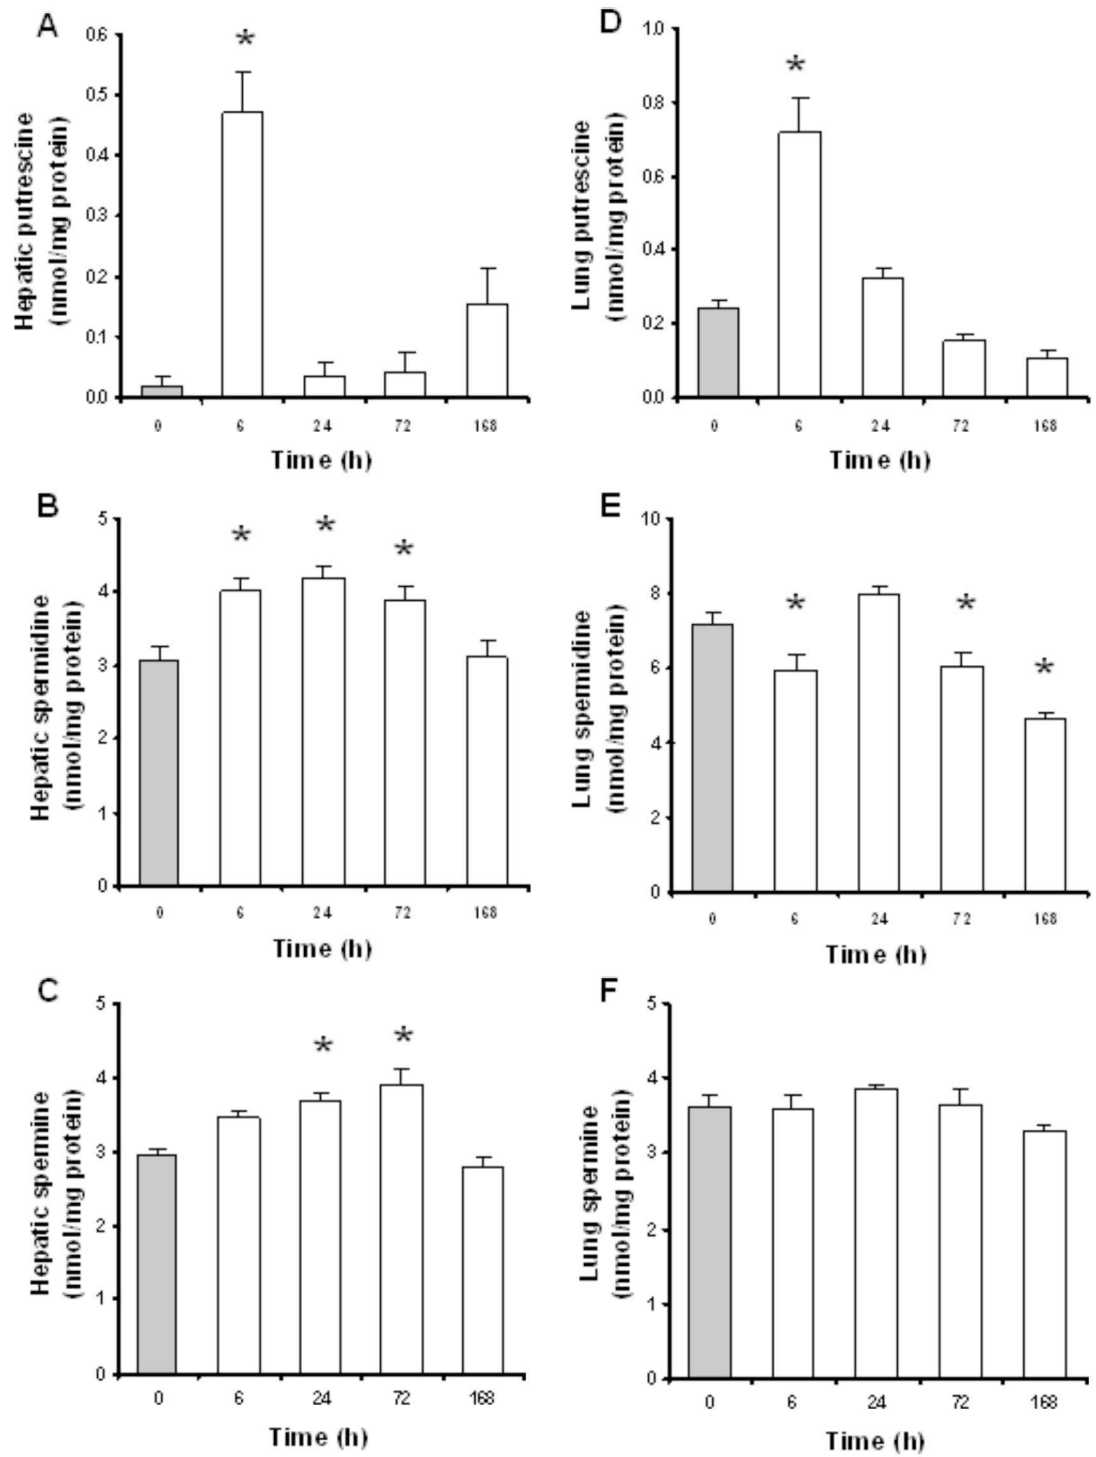 A
Hepatic putrescine
(nmol/mg protein)
0.6
0.5
0.4
0.3
0.2
0.1
0.0
*
0 6 24 72 168
Time (h)
D
Lung putrescine
(nmol/mg protein)
1.0
0.8
0.6
0.4
0.2
0.0
*
0 6 24 72 168
Time (h)
B
Hepatic spermidine
(nmol/mg protein)
5
4
3
2
1
0
* * *
0 6 24 72 168
Time (h)
E
Lung spermidine
(nmol/mg protein)
10
8
6
4
2
0
* * *
0 6 24 72 168
Time (h)
C
Hepatic spermine
(nmol/mg protein)
5
4
3
2
1
0
* *
0 6 24 72 168
Time (h)
F
Lung spermine
(nmol/mg protein)
5
4
3
2
1
0
0 6 24 72 168
Time (h)